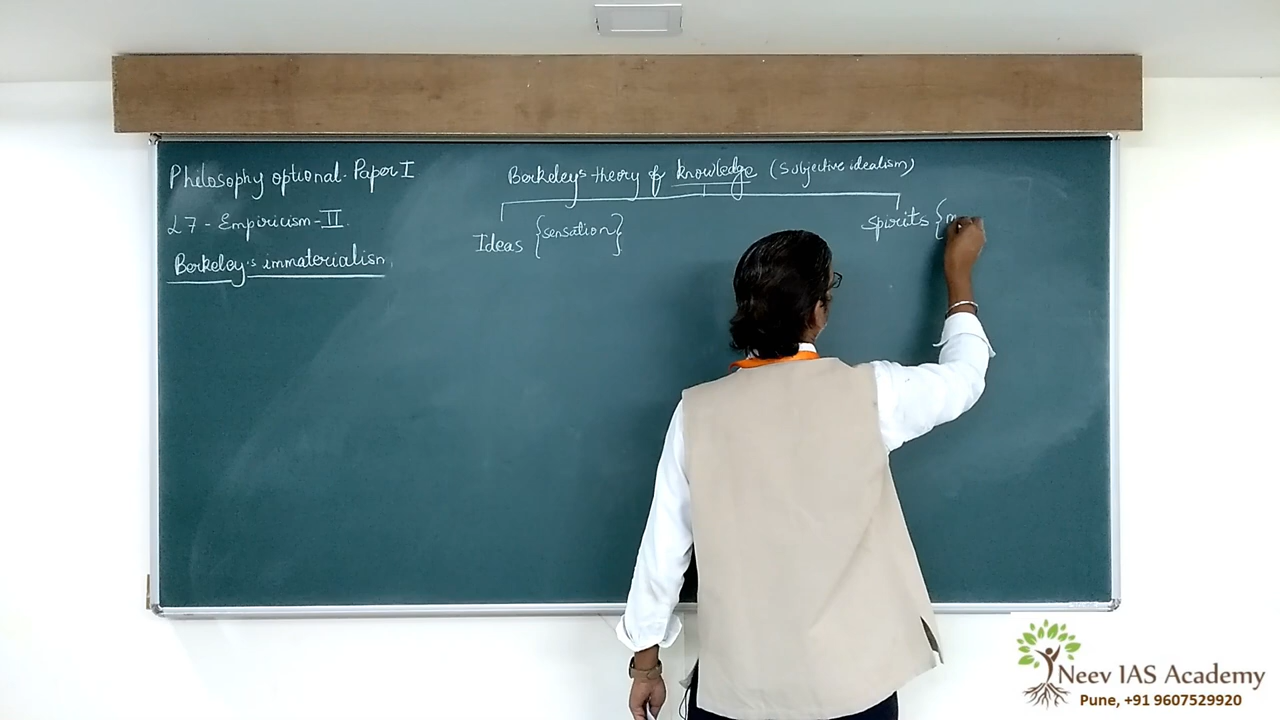 Philosophy optional. Paper I
L7 - Empiricism - II
Berkeley's immaterialism
Berkeley's theory of knowledge (Subjective idealism)
Ideas {sensation}
Spirits {m
Neev IAS Academy
Pune, +91 9607529920